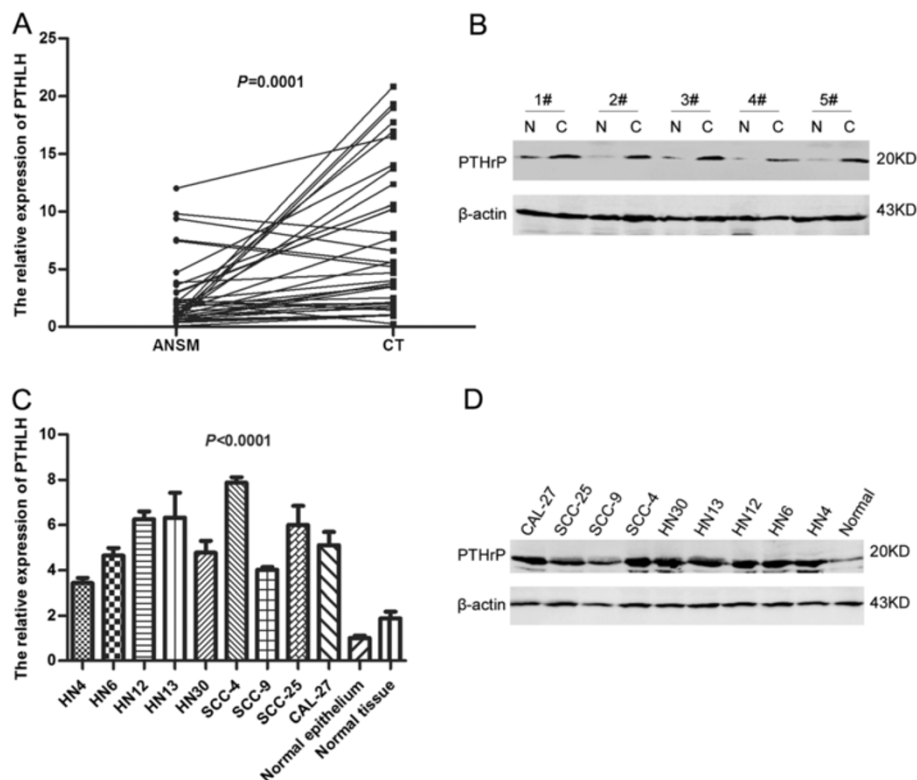 A
The relative expression of PTHLH
25
20
15
10
5
0
P=0.0001
ANSM
CT
B
1# 2# 3# 4# 5#
N C N C N C N C N C
PTHrP
20KD
β-actin
43KD
C
The relative expression of PTHLH
10
8
6
4
2
0
P<0.0001
HN4
HN6
HN12
HN13
HN30
SCC-4
SCC-9
SCC-25
CAL-27
Normal epithelium
Normal tissue
D
CAL-27
SCC-25
SCC-9
SCC-4
HN30
HN13
HN12
HN6
HN4
Normal
PTHrP
20KD
β-actin
43KD